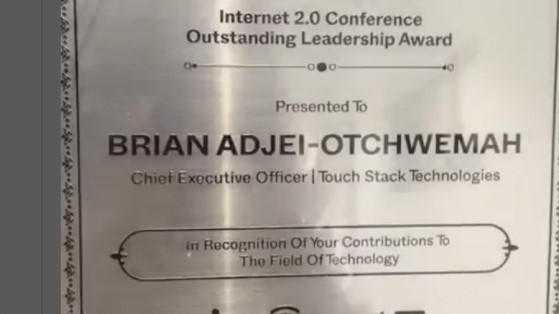 Internet 2.0 Conference
Outstanding Leadership Award
Presented To
BRIAN ADJEI-OTCHWEMAH
Chief Executive Officer | Touch Stack Technologies
in Recognition Of Your Contributions To
The Field Of Technology